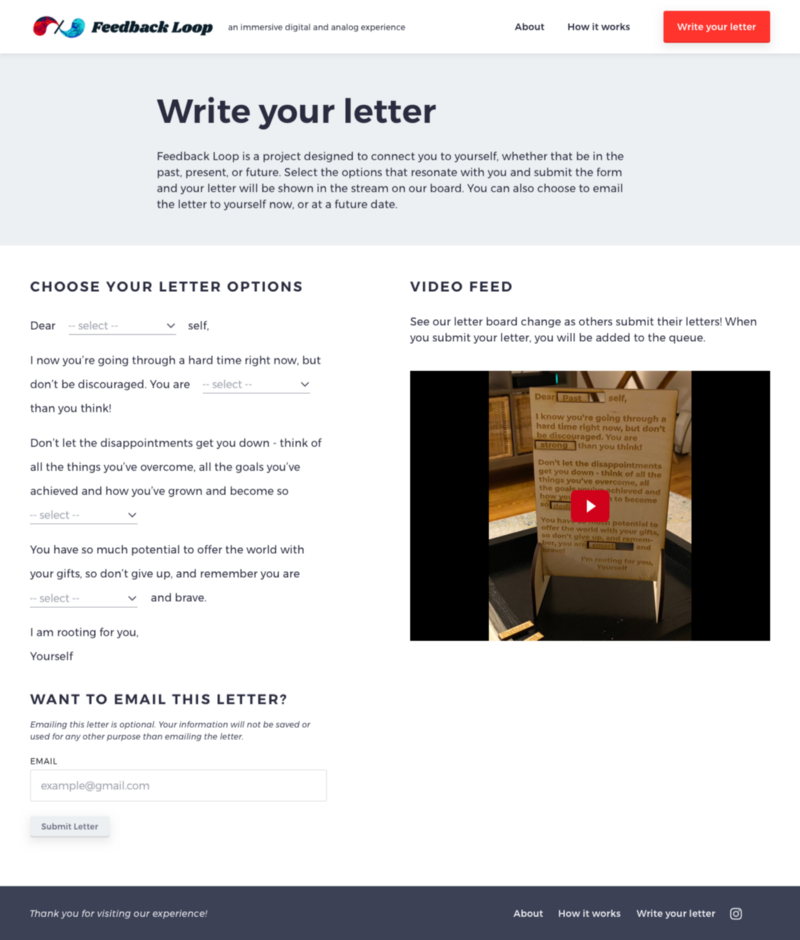 Feedback Loop
an immersive digital and analog experience
About
How it works
Write your letter
Write your letter
Feedback Loop is a project designed to connect you to yourself, whether that be in the
past, present, or future. Select the options that resonate with you and submit the form
and your letter will be shown in the stream on our board. You can also choose to email
the letter to yourself now, or at a future date.
CHOOSE YOUR LETTER OPTIONS
Dear -- select -- self,
I now you’re going through a hard time right now, but
don’t be discouraged. You are -- select --
than you think!
Don’t let the disappointments get you down - think of
all the things you’ve overcome, all the goals you’ve
achieved and how you’ve grown and become so
-- select --
You have so much potential to offer the world with
your gifts, so don’t give up, and remember you are
-- select -- and brave.
I am rooting for you,
Yourself
WANT TO EMAIL THIS LETTER?
Emailing this letter is optional. Your information will not be saved or
used for any other purpose than emailing the letter.
EMAIL
example@gmail.com
Submit Letter
VIDEO FEED
See our letter board change as others submit their letters! When
you submit your letter, you will be added to the queue.
Dear Past self,
I know you're going through a
hard time right now, but don't
be discouraged. You are
strong than you think!
Don't let the disappointments
get you down - think of all the
things you've overcome, all
the goals you've achieved and
how to become
so
You have potential to
offer the world with your gifts,
so don't give up, and remem-
ber, you are and
I'm rooting for you,
Yourself
Thank you for visiting our experience!
About
How it works
Write your letter